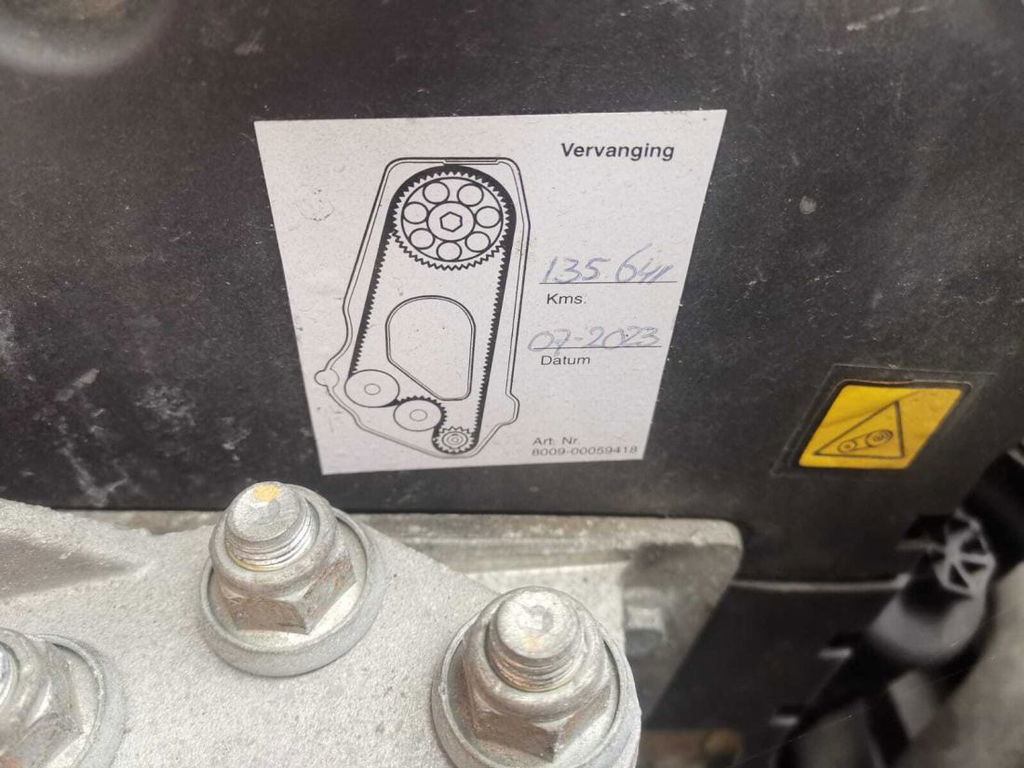 Vervanging
135 641
Kms.
07-2023
Datum
Art. Nr.
8009-00059418